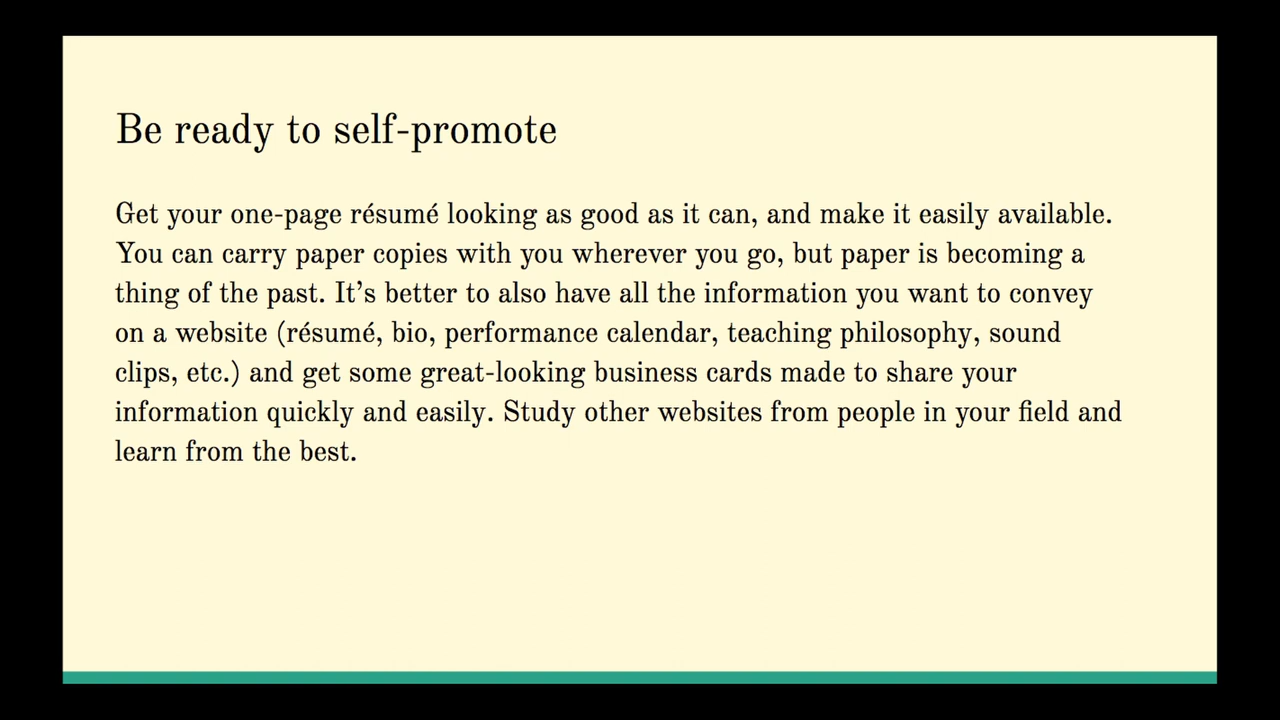 Be ready to self-promote
Get your one-page résumé looking as good as it can, and make it easily available.
You can carry paper copies with you wherever you go, but paper is becoming a
thing of the past. It’s better to also have all the information you want to convey
on a website (résumé, bio, performance calendar, teaching philosophy, sound
clips, etc.) and get some great-looking business cards made to share your
information quickly and easily. Study other websites from people in your field and
learn from the best.